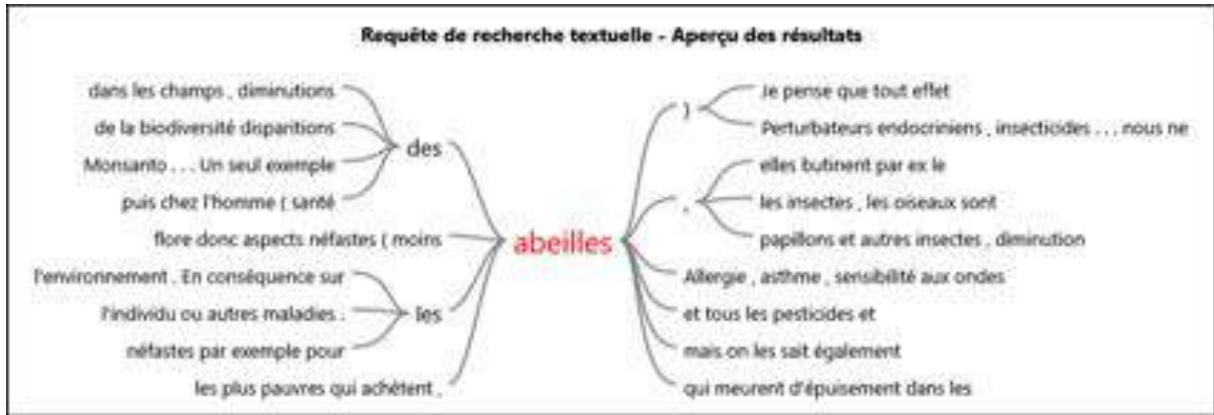 Requête de recherche textuelle - Aperçu des résultats
dans les champs , diminutions
de la biodiversité disparitions
Monsanto . . . Un seul exemple
puis chez l'homme ( santé
des
flore donc aspects néfastes ( moins
l'environnement . En conséquence sur
l'individu ou autres maladies .
néfastes par exemple pour
les
les plus pauvres qui achètent ,
abeilles
)
Je pense que tout effet
Perturbateurs endocriniens , insecticides . . . nous ne
,
elles butinent par ex le
les insectes , les oiseaux sont
papillons et autres insectes , diminution
Allergie , asthme , sensibilité aux ondes
et tous les pesticides et
mais on les sait également
qui meurent d'épuisement dans les